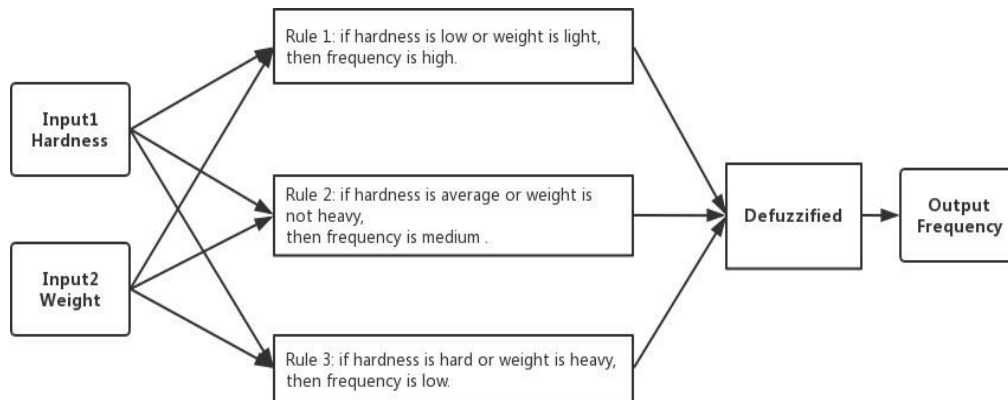 Rule 1: if hardness is low or weight is light,
then frequency is high.
Input1
Hardness
Rule 2: if hardness is average or weight is
not heavy,
then frequency is medium .
Defuzzified
Output
Frequency
Input2
Weight
Rule 3: if hardness is hard or weight is heavy,
then frequency is low.